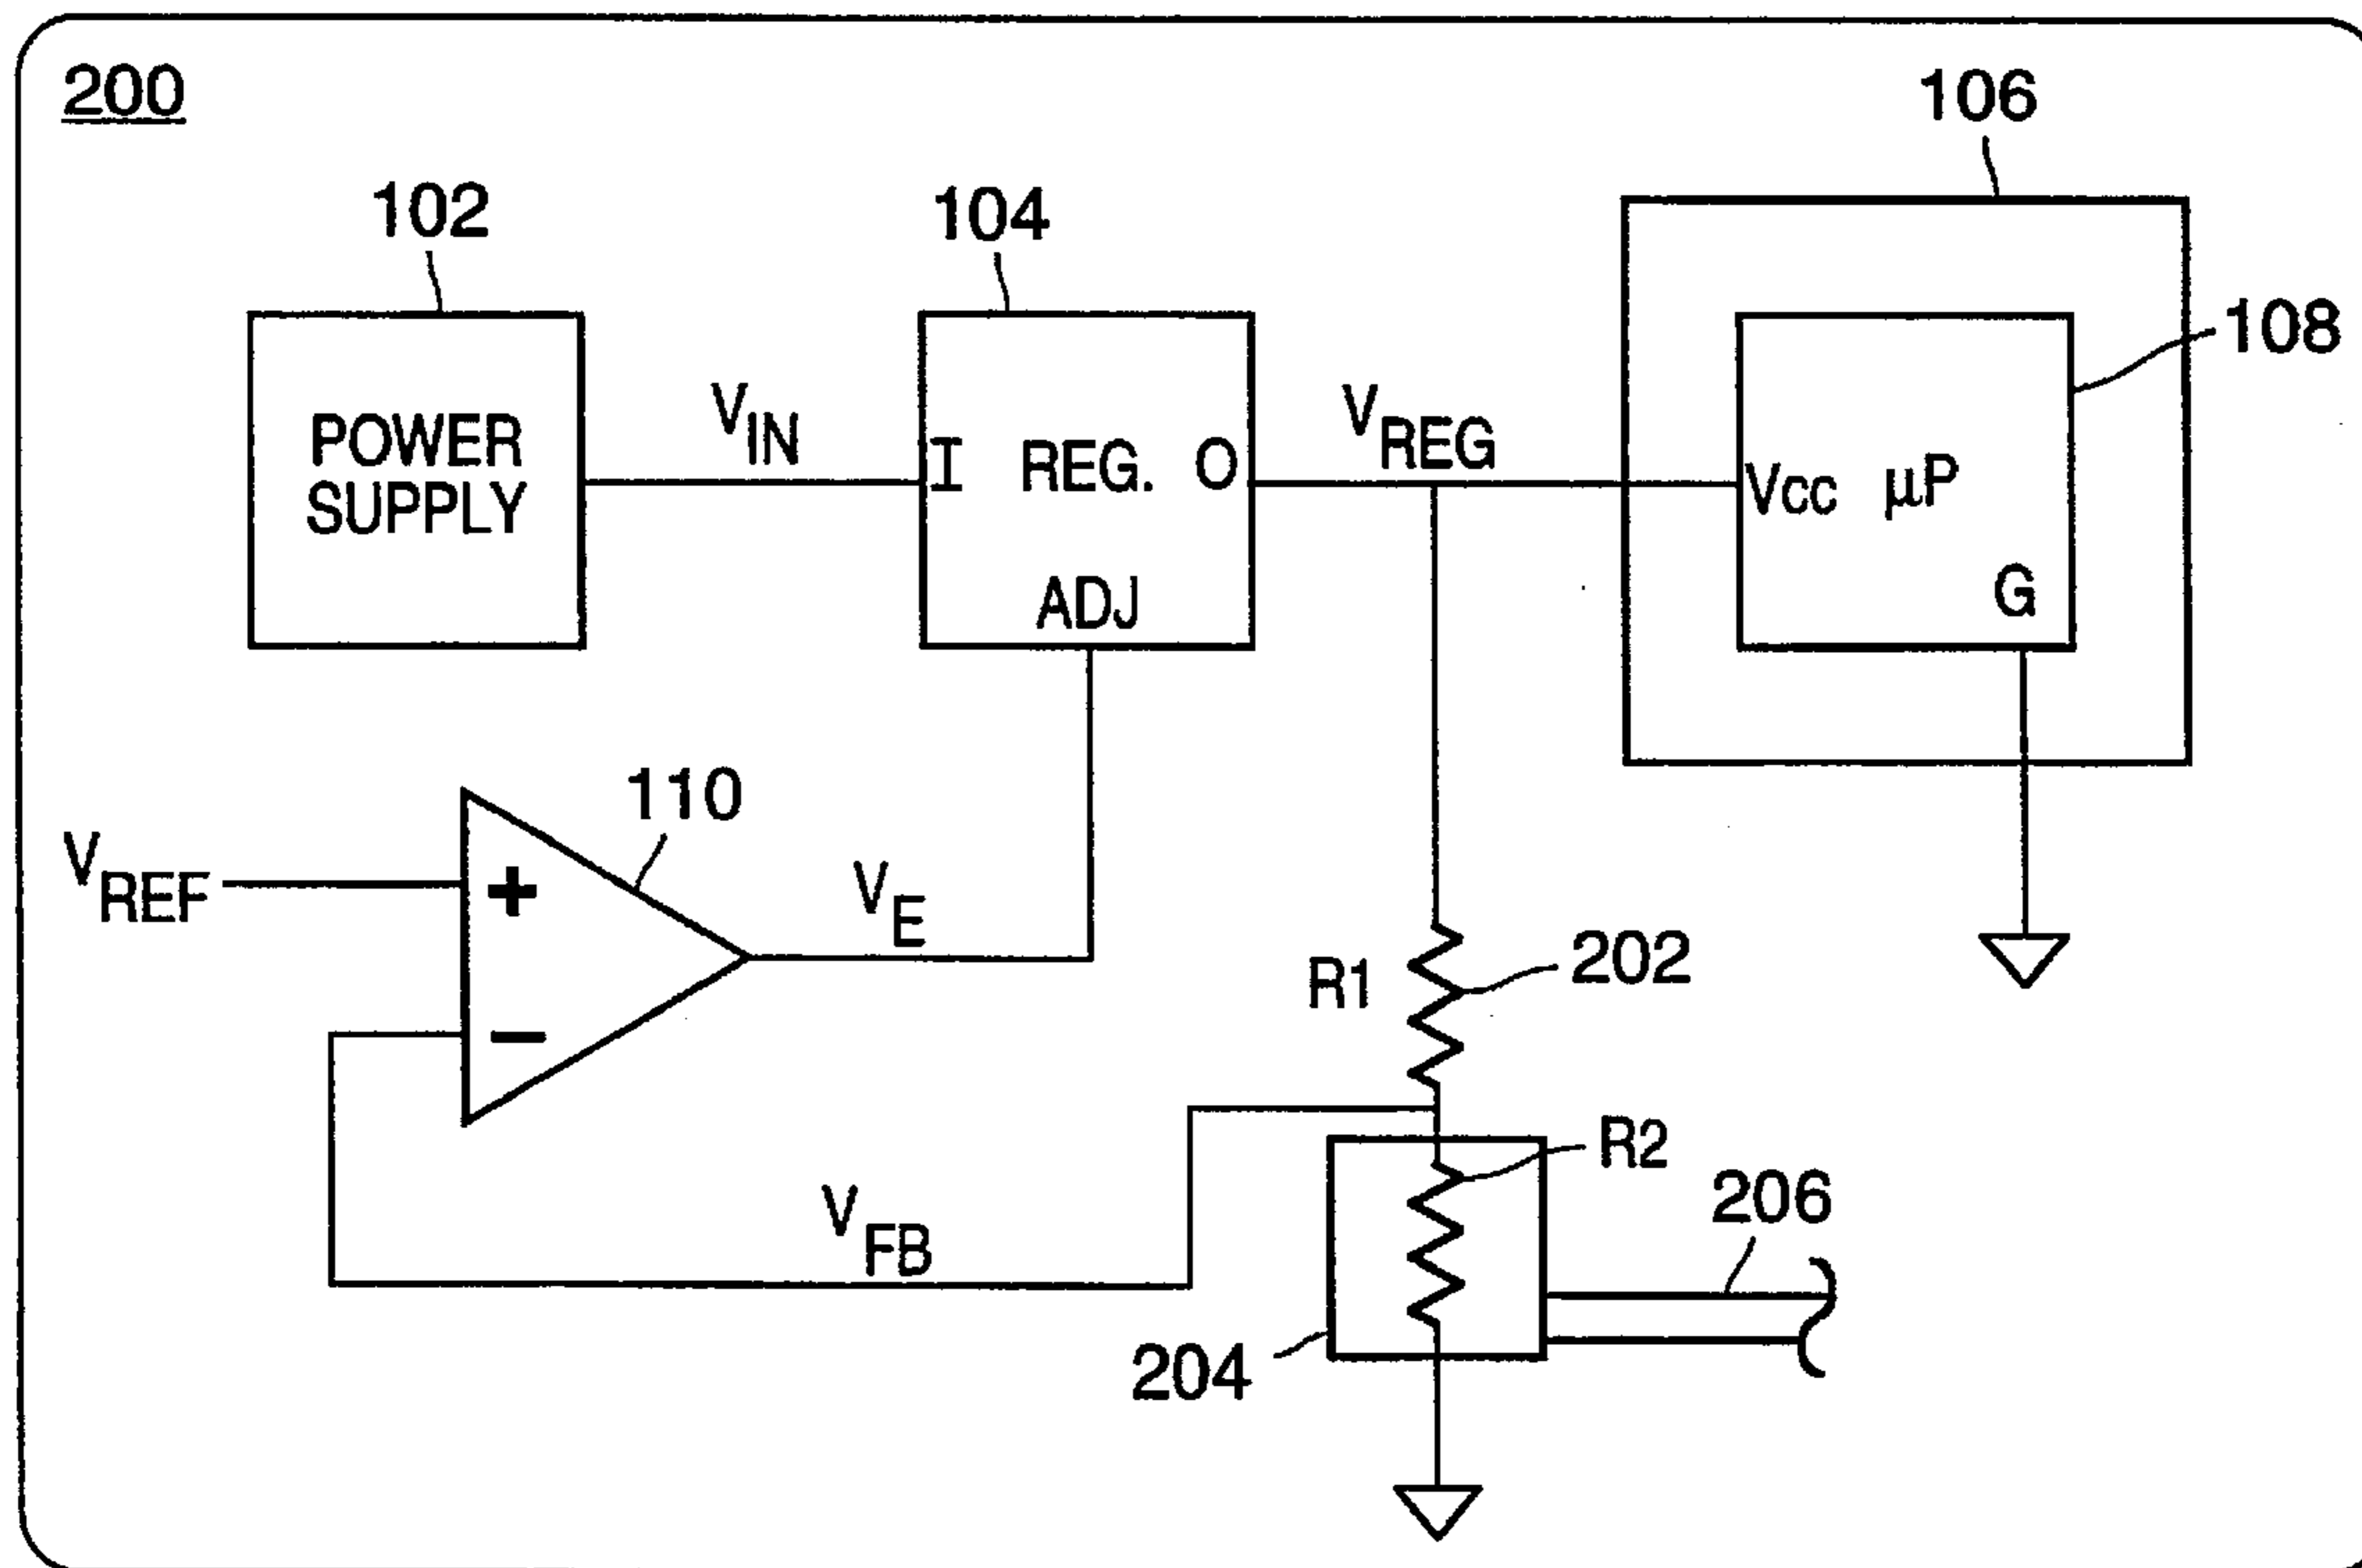 200
106
102
104
108
POWER
SUPPLY
VIN
I REG. O
ADJ
VREG
Vcc µP
G
110
VREF
+
VE
−
R1
202
R2
206
VFB
204